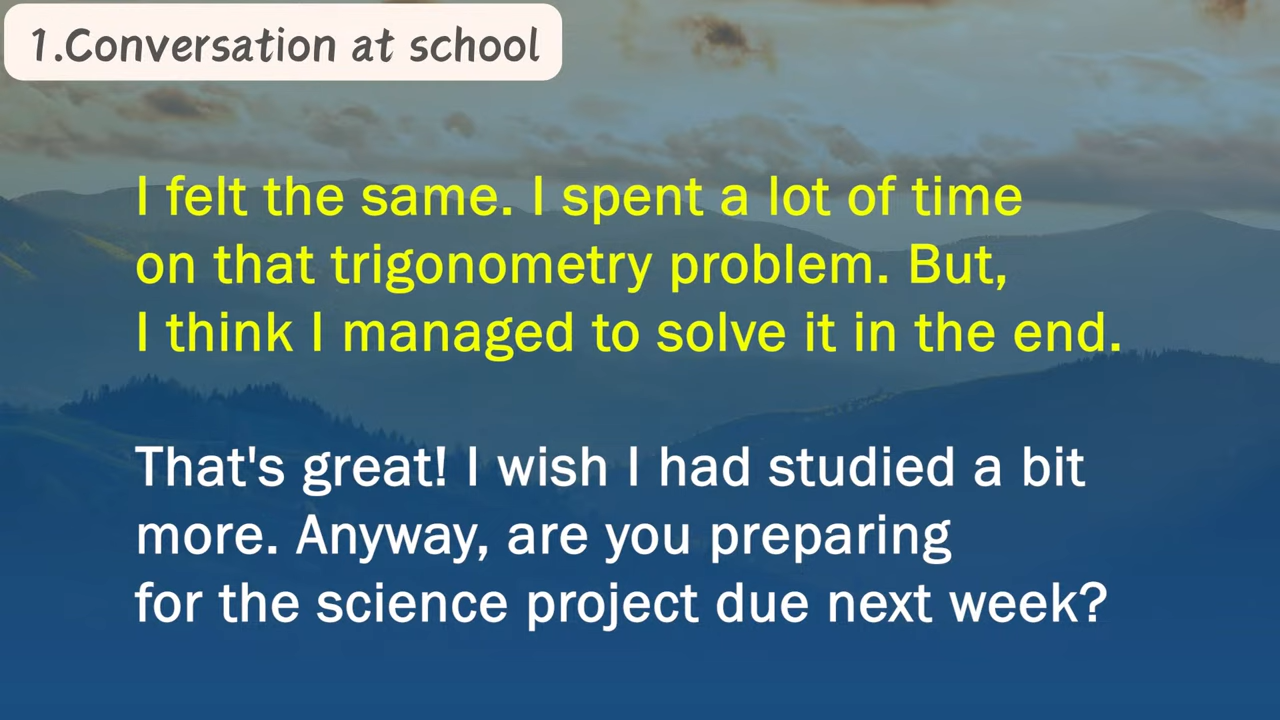 1.Conversation at school
I felt the same. I spent a lot of time
on that trigonometry problem. But,
I think I managed to solve it in the end.
That's great! I wish I had studied a bit
more. Anyway, are you preparing
for the science project due next week?